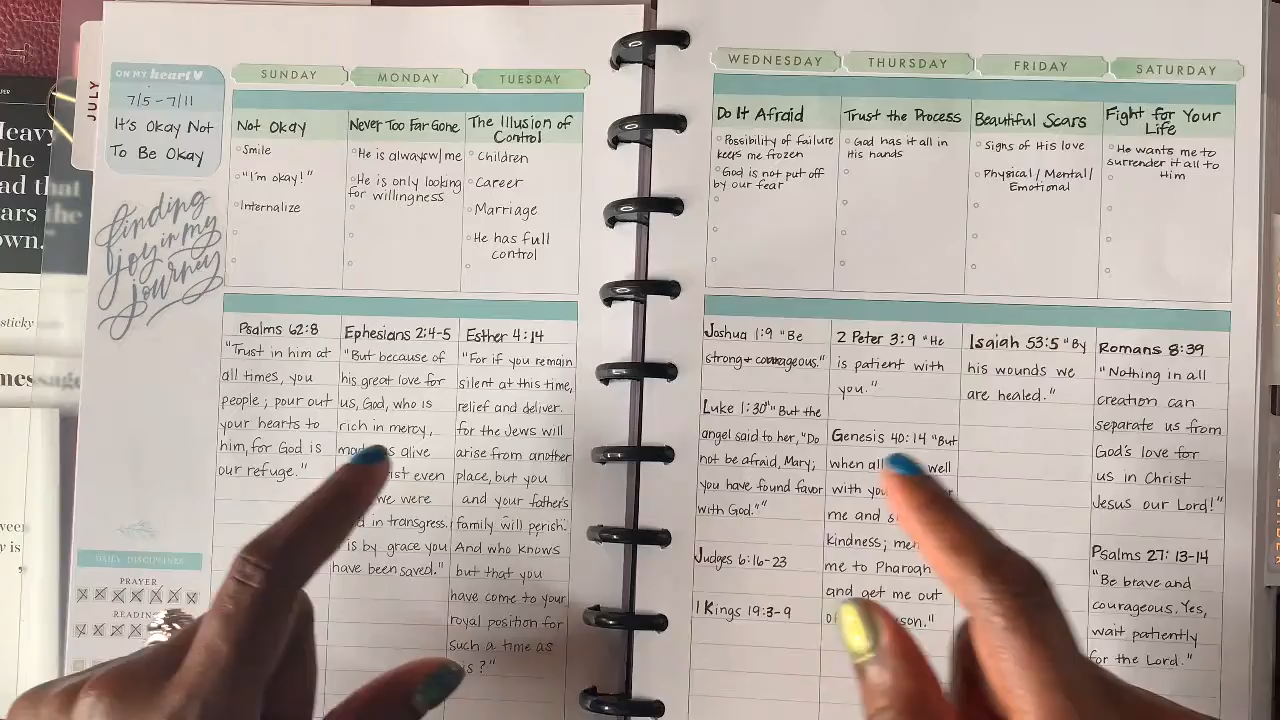 JULY
ON MY heart
7/5 - 7/11
It's Okay Not
To Be Okay
finding
joy in my
journey
DAILY DISCIPLINES
PRAYER
READIN
SUNDAY
Not Okay
Smile
"I'm okay!"
Internalize
Psalms 62:8
"Trust in him at
all times, you
people; pour out
your hearts to
him, for God is
our refuge."
MONDAY
Never Too Far Gone
He is always w/ me
He is only looking
for willingness
Ephesians 2:4-5
"But because of
his great love for
us, God, who is
rich in mercy,
alive
even
we were
in transgress.
is by grace you
have been saved."
TUESDAY
The Illusion of
Control
Children
Career
Marriage
He has full
control
Esther 4:14
"For if you remain
silent at this time,
relief and deliver.
for the Jews will
arise from another
place, but you
and your father's
family will perish.
And who knows
but that you
have come to your
royal position for
such a time as
?"
WEDNESDAY
Do It Afraid
Possibility of failure
keeps me frozen
God is not put off
by our fear
Joshua 1:9 "Be
strong + courageous."
Luke 1:30 "But the
angel said to her, "Do
not be afraid, Mary;
you have found favor
with God.""
Judges 6:16-23
1 Kings 19:3-9
THURSDAY
Trust the Process
God has it all in
His hands
2 Peter 3:9 "He
is patient with
you."
Genesis 40:14 "But
when all well
with
me and
kindness;
me to Pharaoh
and get me out
FRIDAY
Beautiful Scars
Signs of His love
Physical / Mental /
Emotional
Isaiah 53:5 "By
his wounds we
are healed."
SATURDAY
Fight for Your
Life
He wants me to
surrender it all to
Him
Romans 8:39
"Nothing in all
creation can
separate us from
God's love for
us in Christ
Jesus our Lord!"
Psalms 27:13-14
"Be brave and
courageous. Yes,
wait patiently
for the Lord."